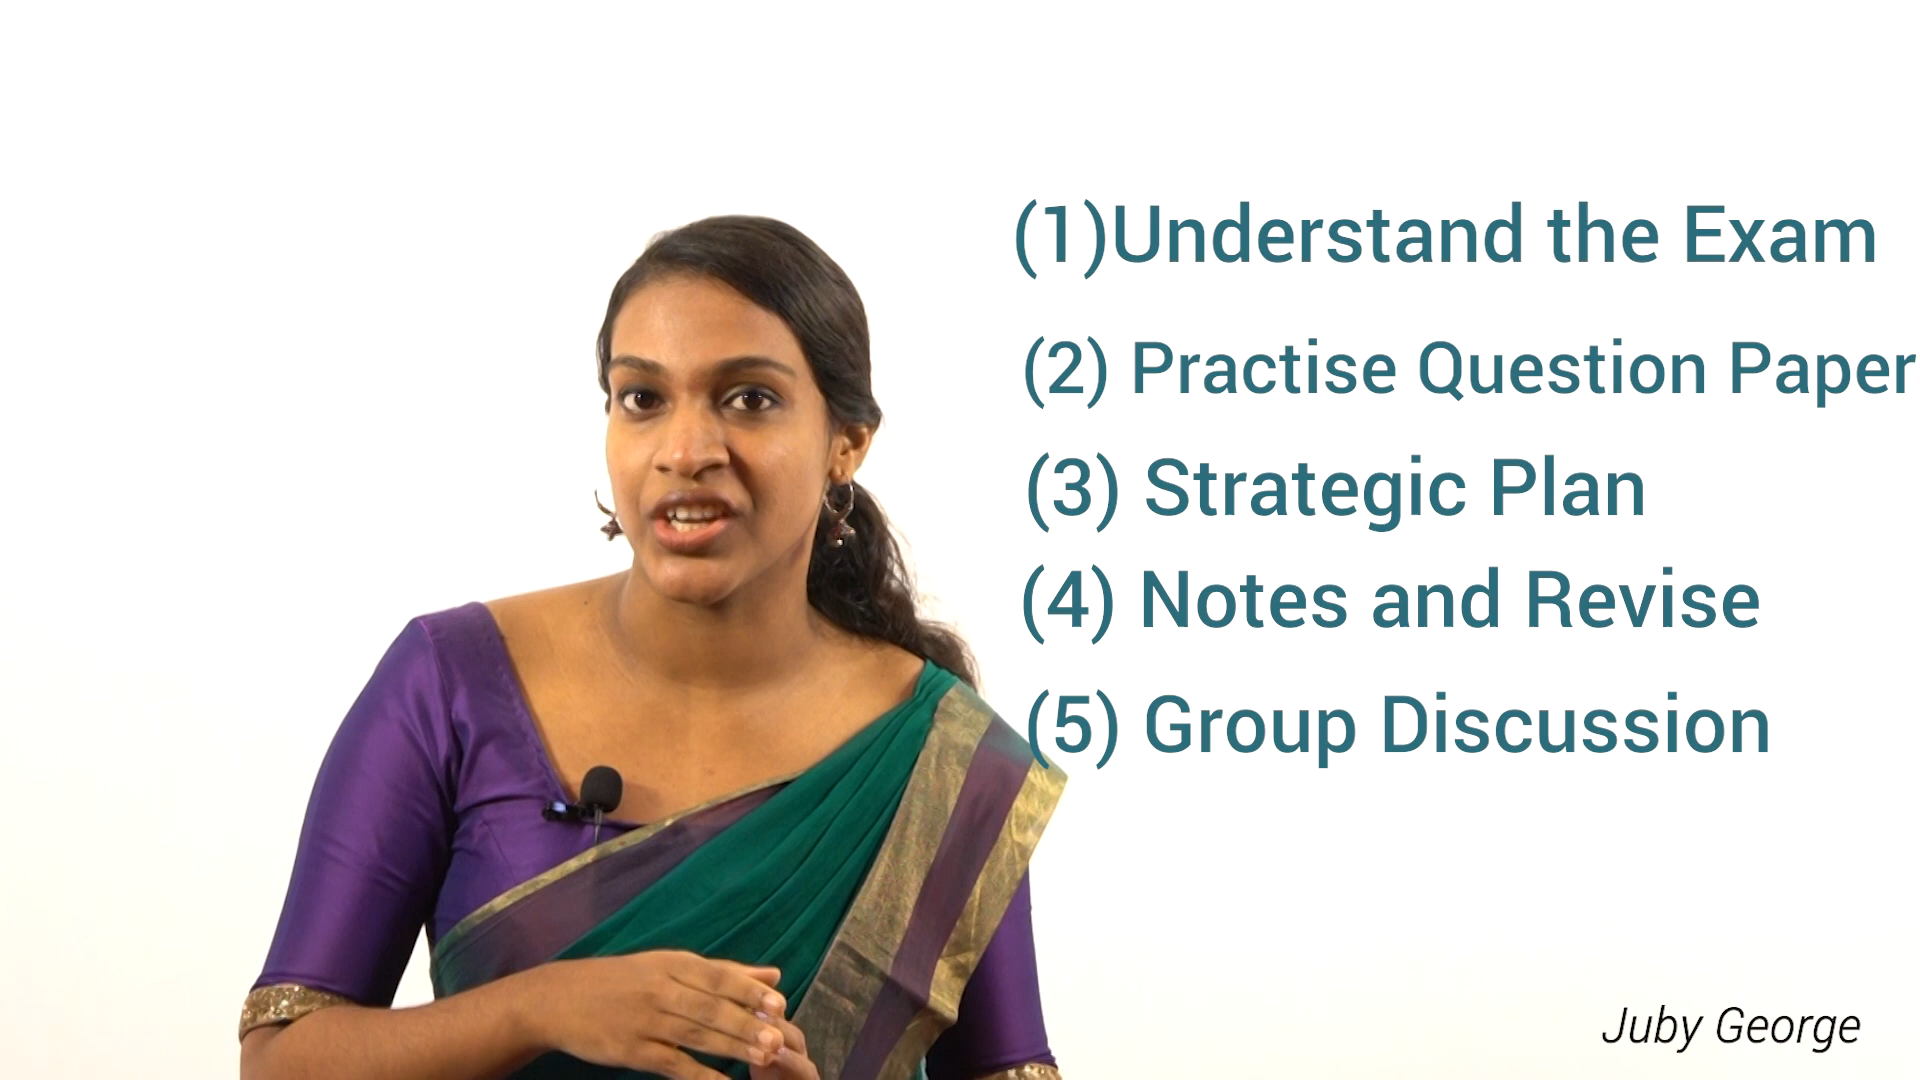 (1)Understand the Exam
(2) Practise Question Paper
(3) Strategic Plan
(4) Notes and Revise
(5) Group Discussion
Juby George